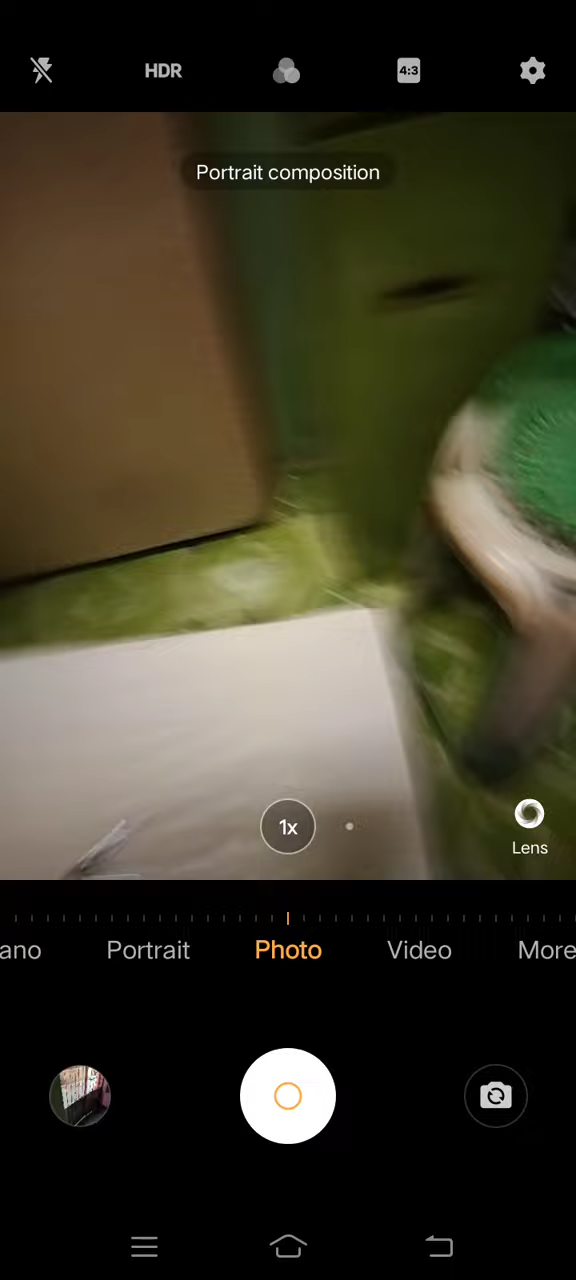 HDR
4:3
Portrait composition
1x
Lens
ano
Portrait
Photo
Video
More